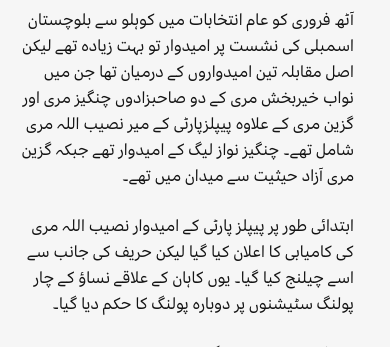 آٹھ فروری کو عام انتخابات میں کوہلو سے بلوچستان
اسمبلی کی نشست پر امیدوار تو بہت زیادہ تھے لیکن
اصل مقابلہ تین امیدواروں کے درمیان تھا جن میں
نواب خیربخش مری کے دو صاحبزادوں چنگیز مری اور
گزین مری کے علاوہ پیپلزپارٹی کے میر نصیب اللہ مری
شامل تھے۔ چنگیز نواز لیگ کے امیدوار تھے جبکہ گزین
مری آزاد حیثیت سے میدان میں تھے۔
ابتدائی طور پر پیپلز پارٹی کے امیدوار نصیب اللہ مری
کی کامیابی کا اعلان کیا گیا لیکن حریف کی جانب سے
اسے چیلنج کیا گیا۔ یوں کاہان کے علاقے نساؤ کے چار
پولنگ سٹیشنوں پر دوبارہ پولنگ کا حکم دیا گیا۔